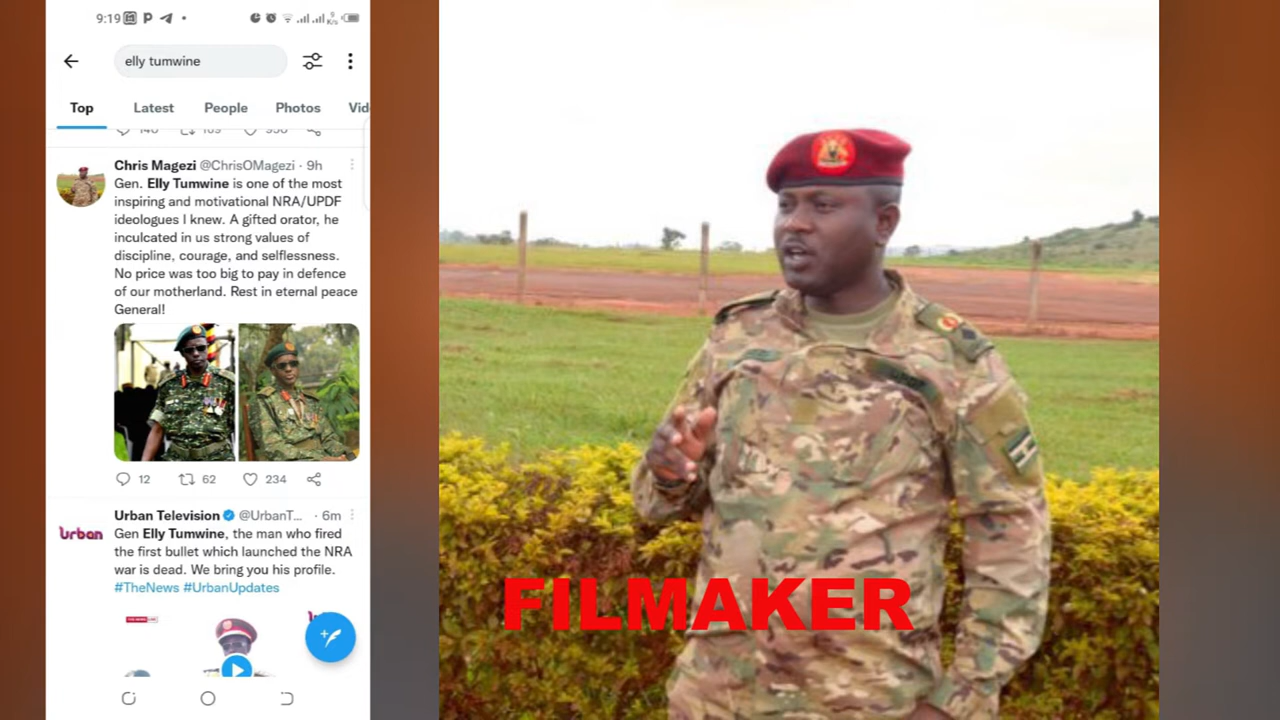 9:19
elly tumwine
Top Latest People Photos Vid
Chris Magezi @ChrisOMagezi · 9h
Gen. Elly Tumwine is one of the most
inspiring and motivational NRA/UPDF
ideologues I knew. A gifted orator, he
inculcated in us strong values of
discipline, courage, and selflessness.
No price was too big to pay in defence
of our motherland. Rest in eternal peace
General!
12 62 234
Urban Television @UrbanT... · 6m
urban
Gen Elly Tumwine, the man who fired
the first bullet which launched the NRA
war is dead. We bring you his profile.
#TheNews #UrbanUpdates
FILMAKER